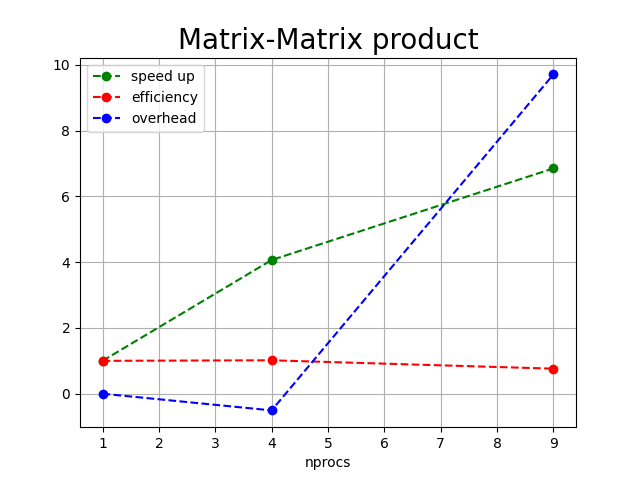 Matrix-Matrix product
10
8
6
4
2
0
speed up
efficiency
overhead
1 2 3 4 5 6 7 8 9
nprocs